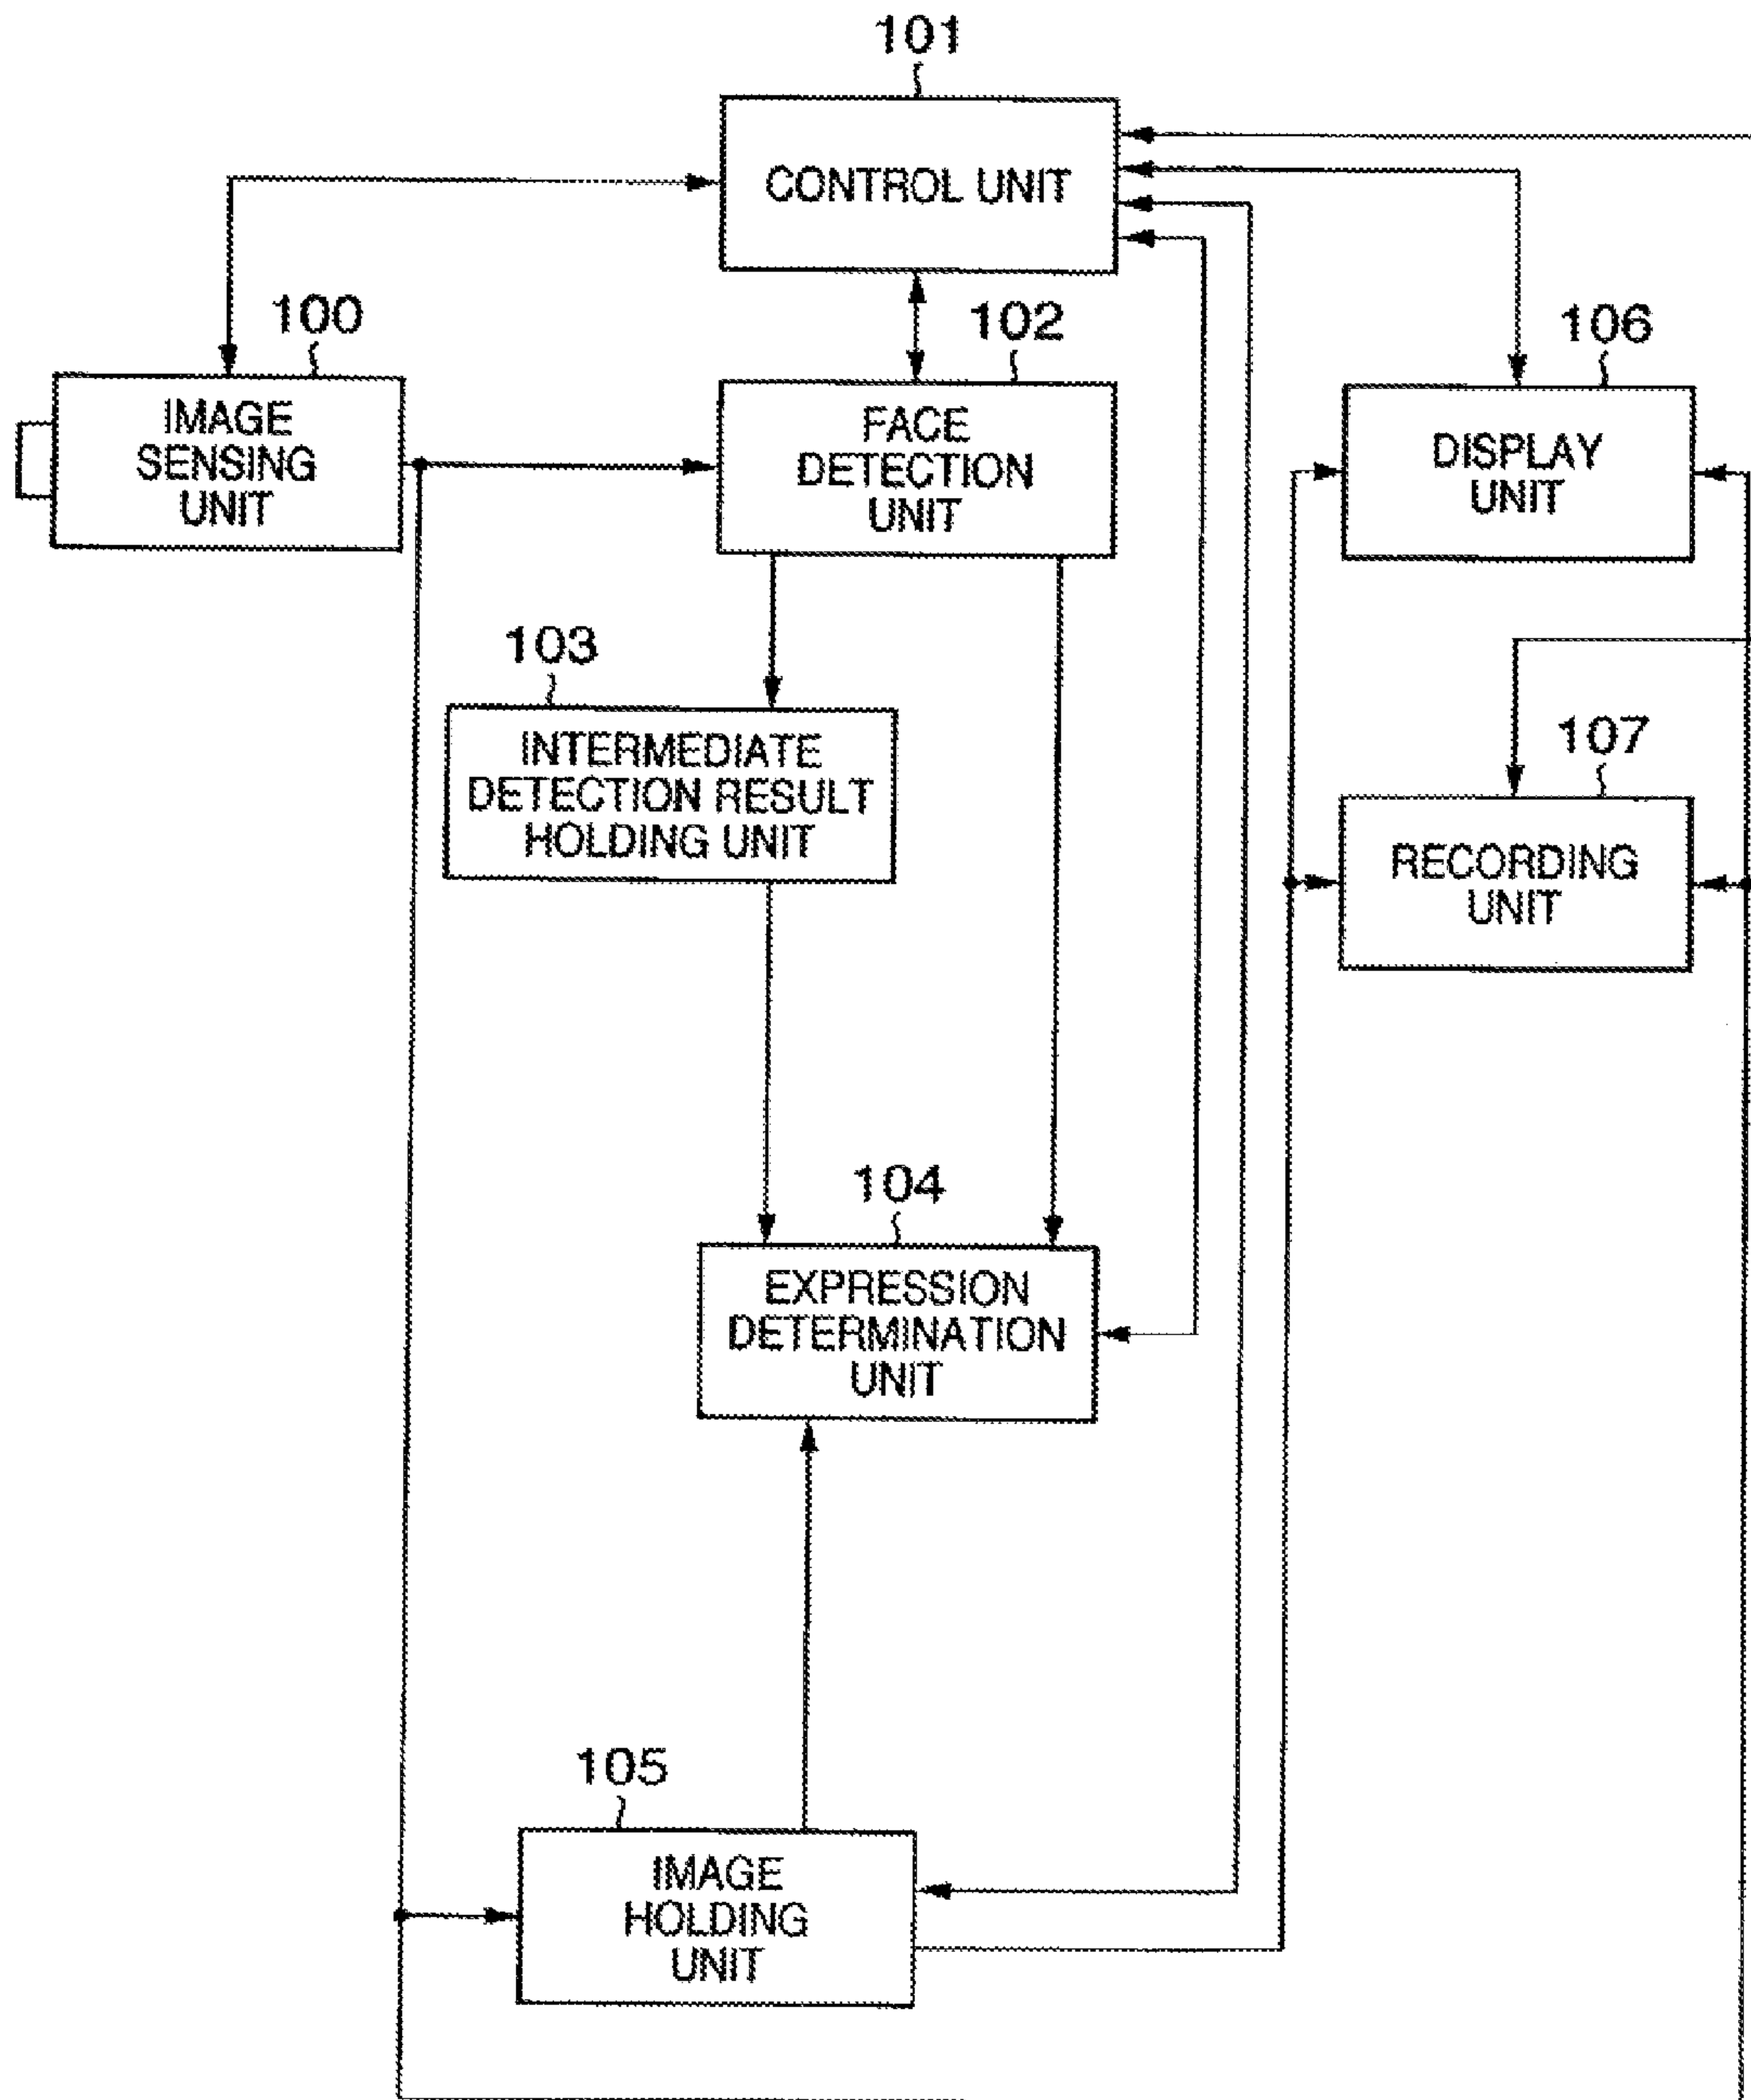 101
CONTROL UNIT
100
IMAGE
SENSING
UNIT
102
FACE
DETECTION
UNIT
106
DISPLAY
UNIT
103
INTERMEDIATE
DETECTION RESULT
HOLDING UNIT
107
RECORDING
UNIT
104
EXPRESSION
DETERMINATION
UNIT
105
IMAGE
HOLDING
UNIT